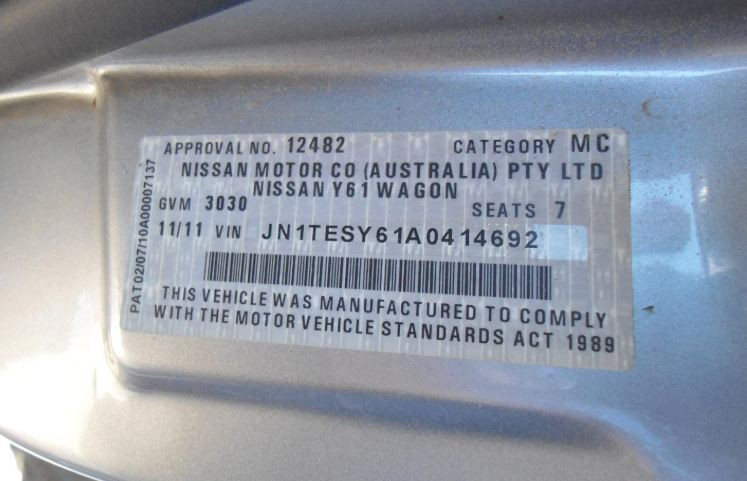 APPROVAL NO. 12482 CATEGORY MC
NISSAN MOTOR CO (AUSTRALIA) PTY LTD
NISSAN Y61 WAGON
GVM 3030 SEATS 7
11/11 VIN JN1TESY61A0414692
THIS VEHICLE WAS MANUFACTURED TO COMPLY
WITH THE MOTOR VEHICLE STANDARDS ACT 1989
PAT02/07/10A00007137